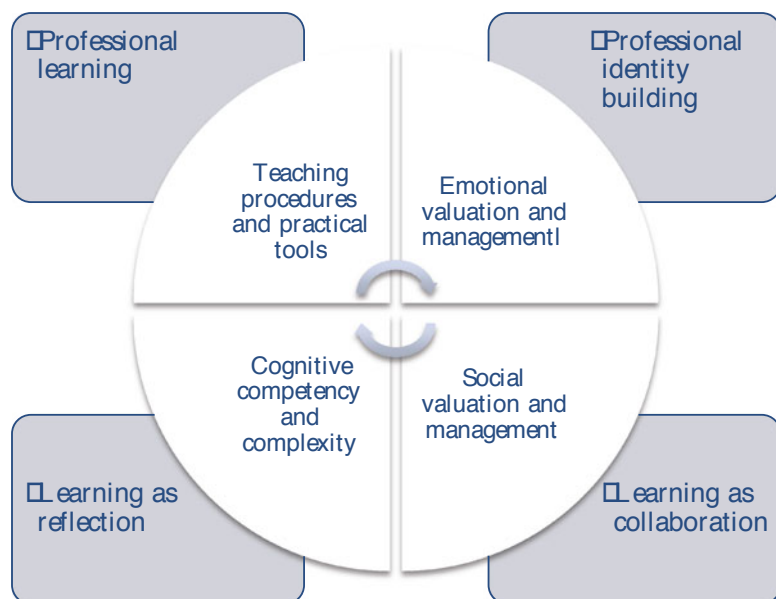 □Professional
learning
□Professional
identity
building
Teaching
procedures
and practical
tools
Emotional
valuation and
managementl
Cognitive
competency
and
complexity
Social
valuation and
management
□Learning as
reflection
□Learning as
collaboration